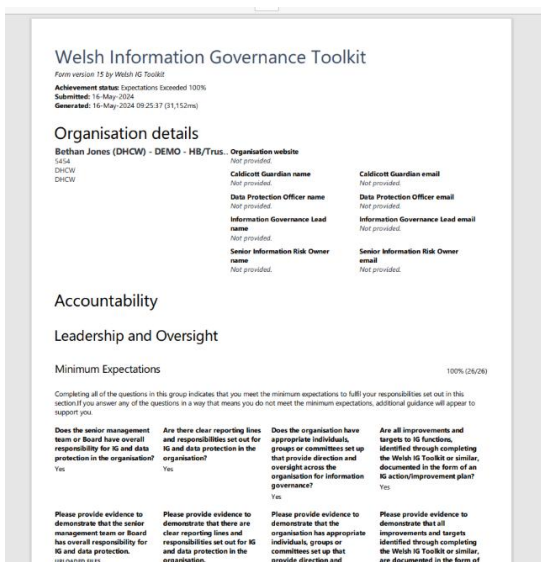 Welsh Information Governance Toolkit
Form version 15 by Welsh IG Toolkit
Achievement status: Expectations Exceeded 100%
Submitted: 16-May-2024
Generated: 16-May-2024 09:25:37 (31,152ms)
Organisation details
Bethan Jones (DHCW) - DEMO - HB/Trus..
5454
DHCW
DHCW
Organisation website
Not provided.
Caldicott Guardian name
Not provided.
Caldicott Guardian email
Not provided.
Data Protection Officer name
Not provided.
Data Protection Officer email
Not provided.
Information Governance Lead
name
Not provided.
Information Governance Lead email
Not provided.
Senior Information Risk Owner
name
Not provided.
Senior Information Risk Owner
email
Not provided.
Accountability
Leadership and Oversight
Minimum Expectations
100% (26/26)
Completing all of the questions in this group indicates that you meet the minimum expectations to fulfil your responsibilities set out in this
section.If you answer any of the questions in a way that means you do not meet the minimum expectations, additional guidance will appear to
support you.
Does the senior management
team or Board have overall
responsibility for IG and data
protection in the organisation?
Yes
Are there clear reporting lines
and responsibilities set out for
IG and data protection in the
organisation?
Yes
Does the organisation have
appropriate individuals,
groups or committees set up
that provide direction and
oversight across the
organisation for information
governance?
Yes
Are all improvements and
targets to IG functions,
identified through completing
the Welsh IG Toolkit or similar,
documented in the form of an
IG action/improvement plan?
Yes
Please provide evidence to
demonstrate that the senior
management team or Board
has overall responsibility for
IG and data protection.
UPLOADED FILES
Please provide evidence to
demonstrate that there are
clear reporting lines and
responsibilities set out for IG
and data protection in the
organisation.
Please provide evidence to
demonstrate that the
organisation has appropriate
individuals, groups or
committees set up that
provide direction and
Please provide evidence to
demonstrate that all
improvements and targets
identified through completing
the Welsh IG Toolkit or similar,
are documented in the form of